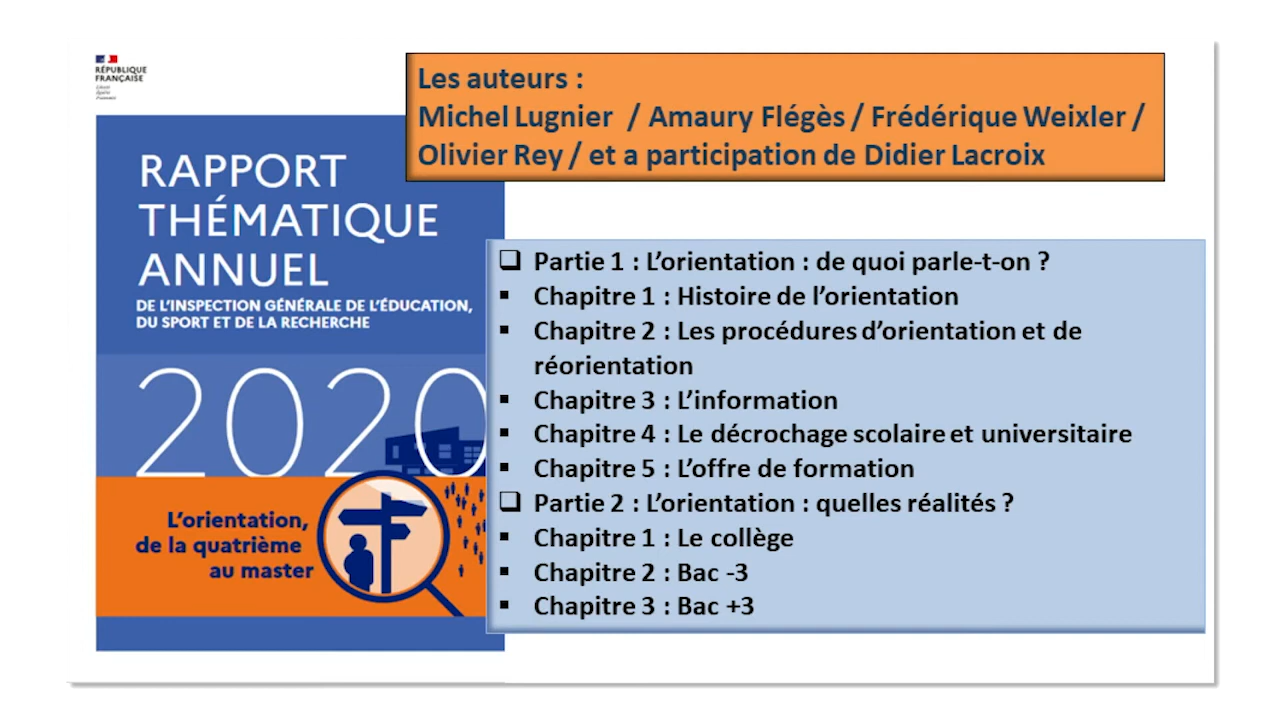 RÉPUBLIQUE
FRANÇAISE
Liberté
Égalité
Fraternité
Les auteurs :
Michel Lugnier / Amaury Flégès / Frédérique Weixler /
Olivier Rey / et a participation de Didier Lacroix
RAPPORT
THÉMATIQUE
ANNUEL
DE L'INSPECTION GÉNÉRALE DE L'ÉDUCATION,
DU SPORT ET DE LA RECHERCHE
2020
L'orientation,
de la quatrième
au master
❑ Partie 1 : L'orientation : de quoi parle-t-on ?
▪ Chapitre 1 : Histoire de l'orientation
▪ Chapitre 2 : Les procédures d'orientation et de
réorientation
▪ Chapitre 3 : L'information
▪ Chapitre 4 : Le décrochage scolaire et universitaire
▪ Chapitre 5 : L'offre de formation
❑ Partie 2 : L'orientation : quelles réalités ?
▪ Chapitre 1 : Le collège
▪ Chapitre 2 : Bac -3
▪ Chapitre 3 : Bac +3